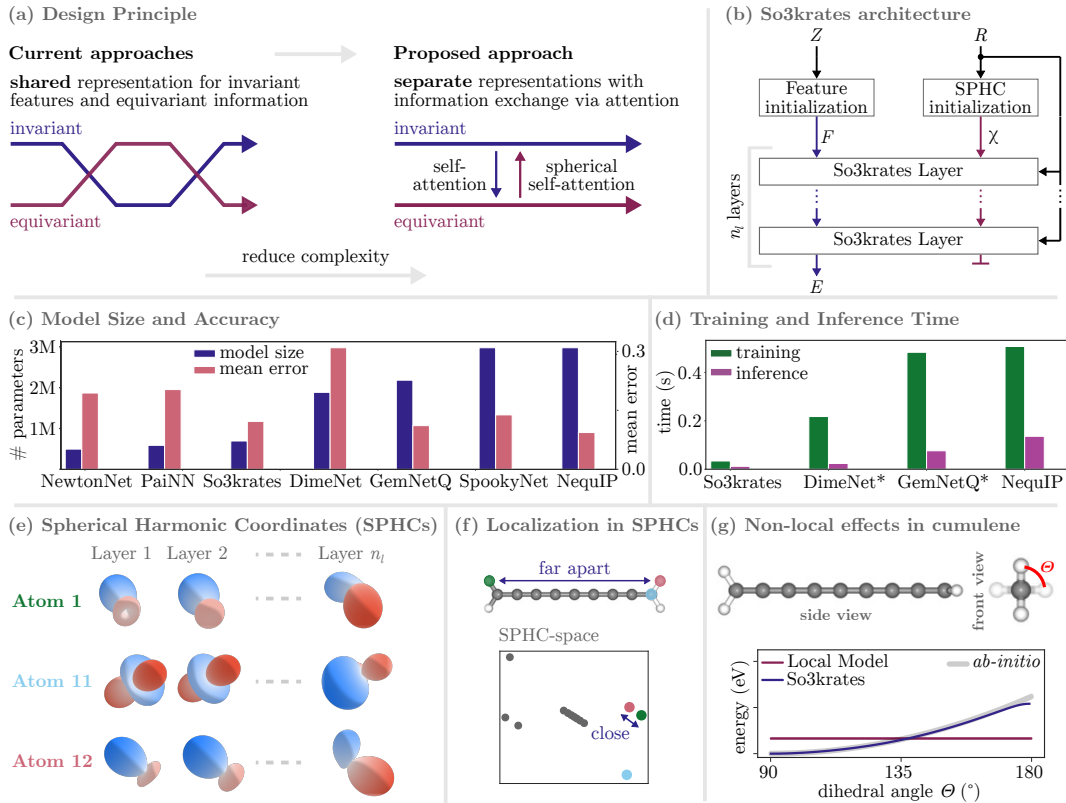 (a) Design Principle
Current approaches
shared representation for invariant
features and equivariant information
invariant
equivariant
Proposed approach
separate representations with
information exchange via attention
invariant
self-
attention
spherical
self-attention
equivariant
reduce complexity
(b) So3krates architecture
Z
R
Feature
initialization
SPHC
initialization
F
χ
So3krates Layer
So3krates Layer
n_l layers
E
(c) Model Size and Accuracy
# parameters
3M
2M
1M
model size
mean error
0.3
0.0
mean error
NewtonNet PaiNN So3krates DimeNet GemNetQ SpookyNet NequIP
(d) Training and Inference Time
time (s)
0.4
0.2
0.0
training
inference
So3krates DimeNet* GemNetQ* NequIP
(e) Spherical Harmonic Coordinates (SPHCs)
Layer 1 Layer 2 Layer n_l
Atom 1
Atom 11
Atom 12
(f) Localization in SPHCs
far apart
SPHC-space
close
(g) Non-local effects in cumulene
side view
front view
Θ
energy (eV)
Local Model
So3krates
ab-initio
90 135 180
dihedral angle Θ (°)